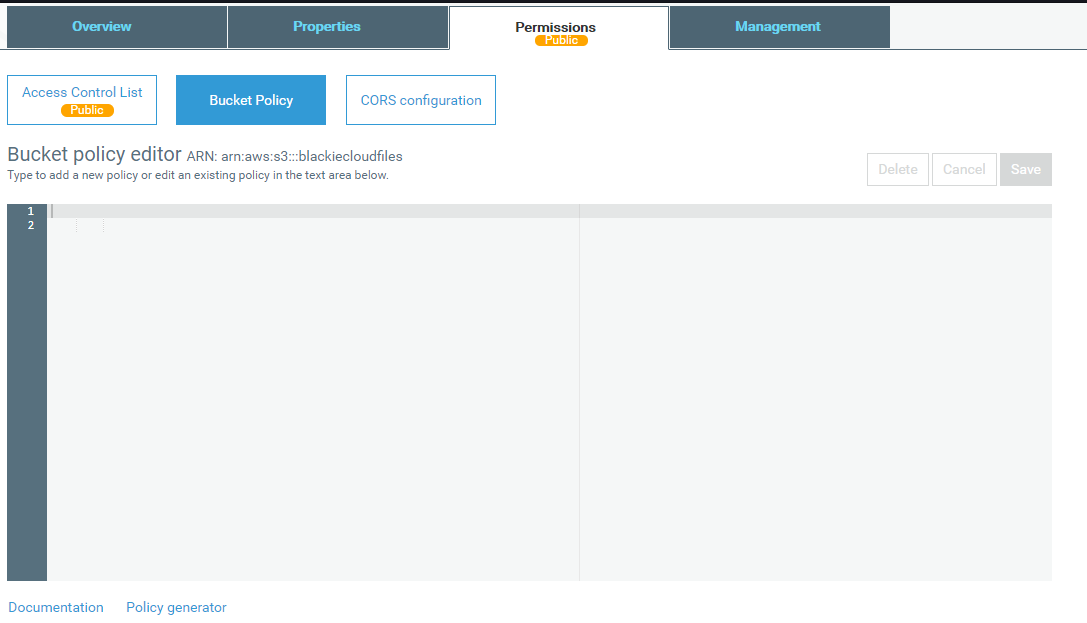 Overview Properties Permissions Management
Public
Access Control List Bucket Policy CORS configuration
Public
Bucket policy editor ARN: arn:aws:s3:::blackiecloudfiles
Type to add a new policy or edit an existing policy in the text area below.
Delete Cancel Save
1
2
Documentation Policy generator